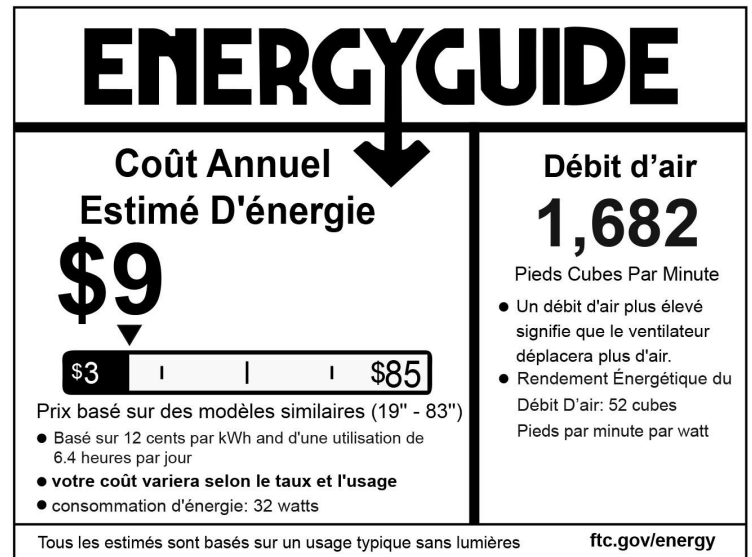 ENERGYGUIDE
Coût Annuel
Estimé D'énergie
$9
$3
$85
Prix basé sur des modèles similaires (19" - 83")
● Basé sur 12 cents par kWh and d'une utilisation de
6.4 heures par jour
● votre coût variera selon le taux et l'usage
● consommation d'énergie: 32 watts
Débit d'air
1,682
Pieds Cubes Par Minute
● Un débit d'air plus élevé
signifie que le ventilateur
déplacera plus d'air.
● Rendement Énergétique du
Débit D'air: 52 cubes
Pieds par minute par watt
Tous les estimés sont basés sur un usage typique sans lumières
ftc.gov/energy